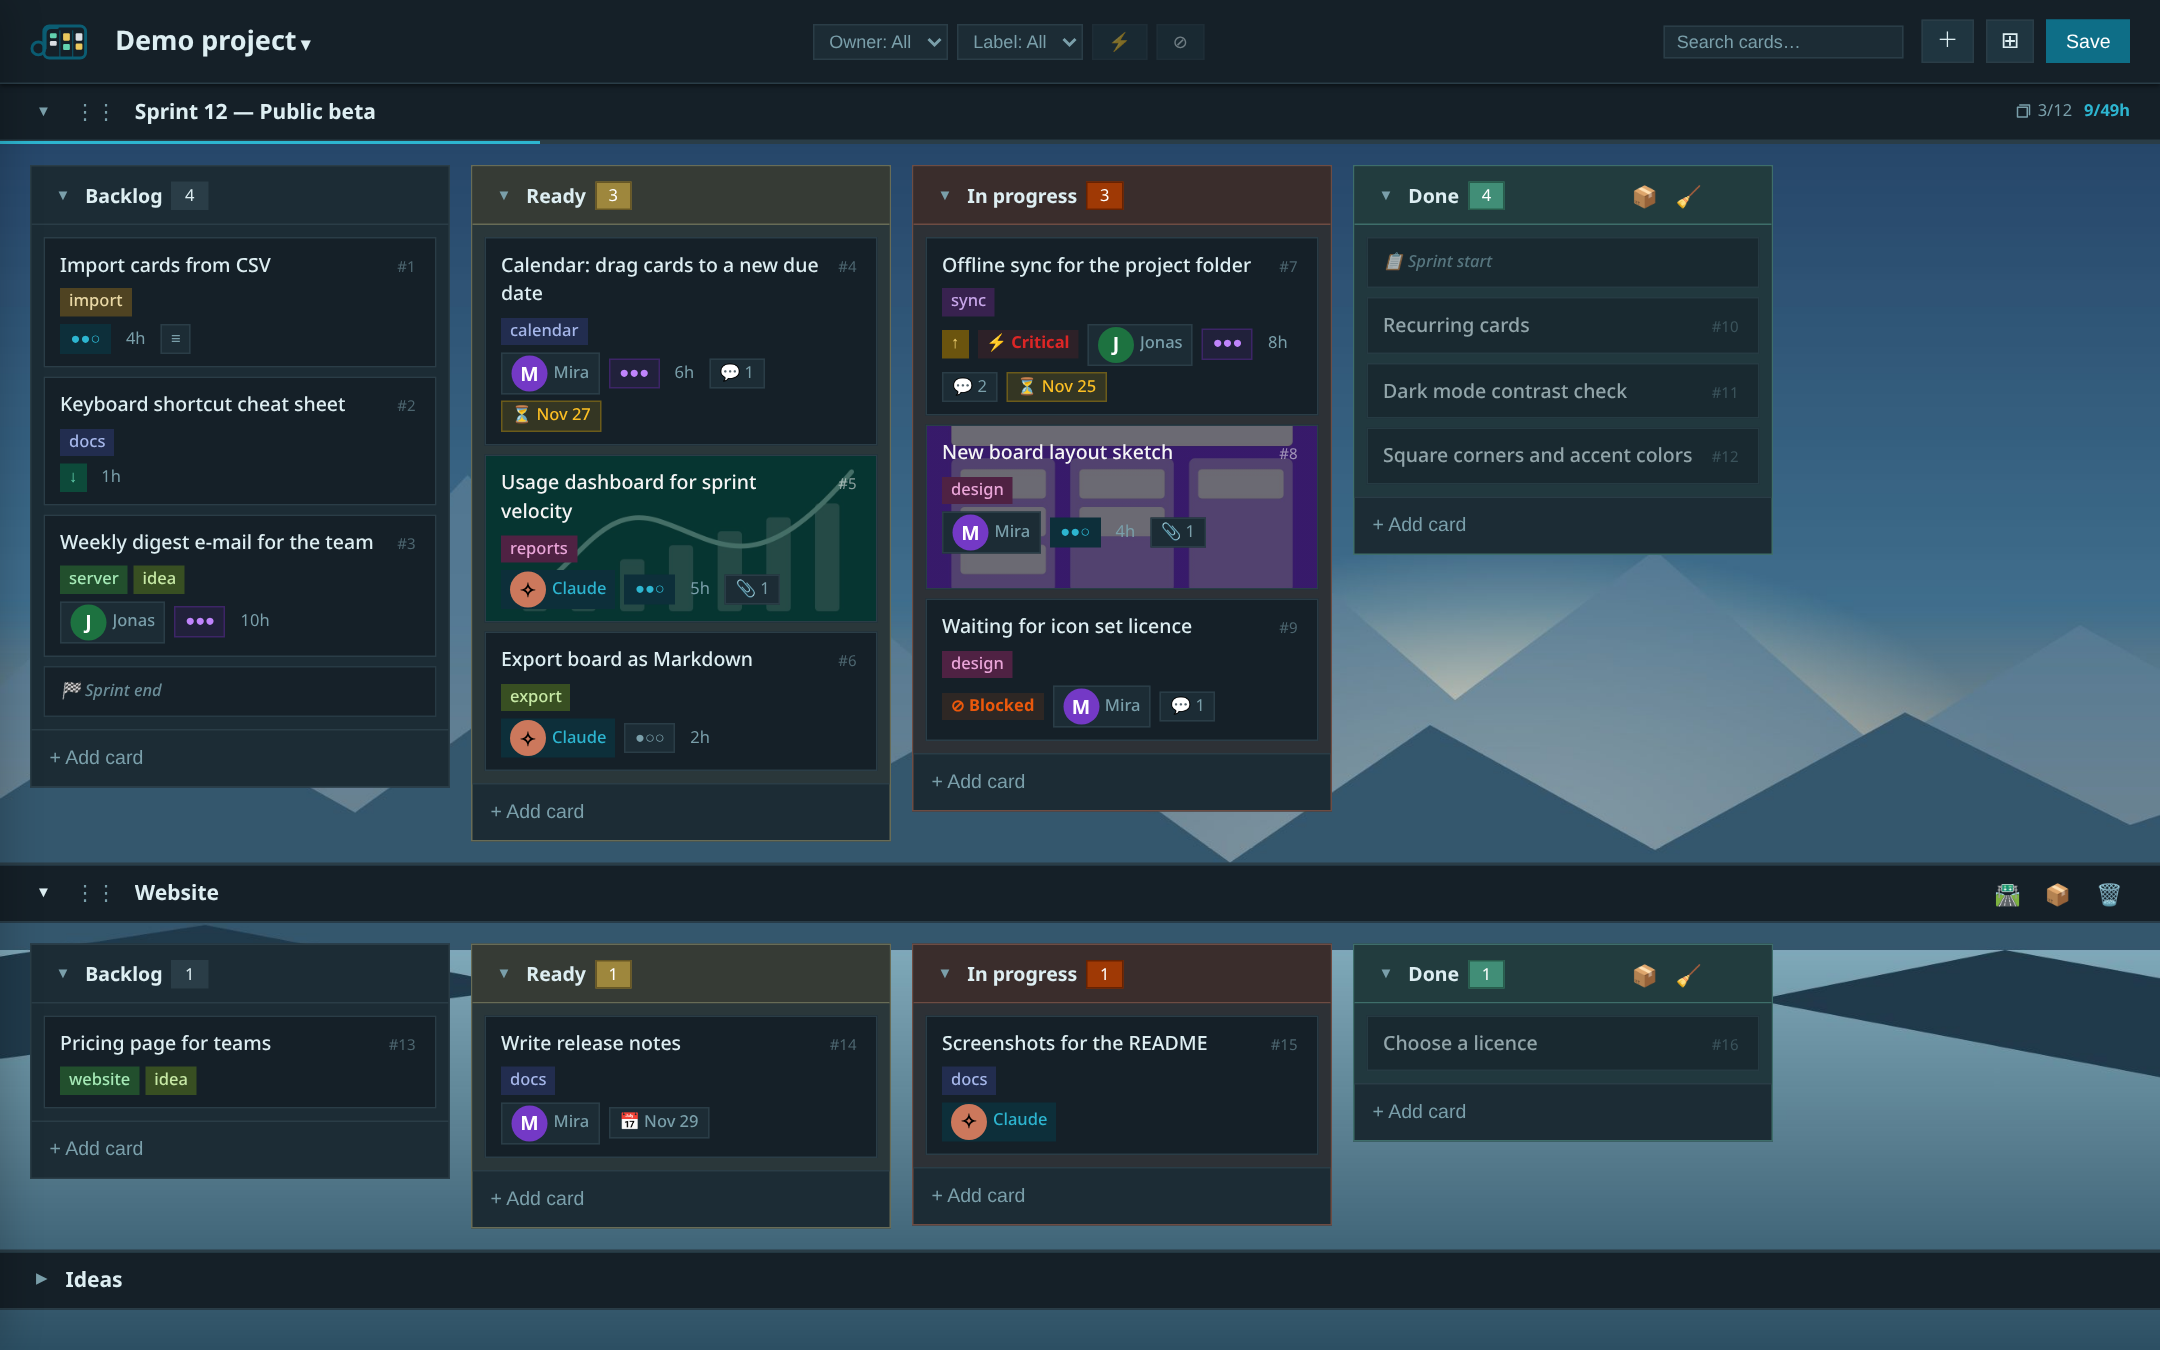 Demo project ▾
Owner: All
Label: All
Search cards…
Save
Sprint 12 — Public beta
3/12 9/49h
Backlog 4
Import cards from CSV #1
import
4h
Keyboard shortcut cheat sheet #2
docs
↓ 1h
Weekly digest e-mail for the team #3
server idea
J Jonas 10h
Sprint end
+ Add card
Ready 3
Calendar: drag cards to a new due #4
date
calendar
M Mira 6h 1
Nov 27
Usage dashboard for sprint #5
velocity
reports
Claude 5h 1
Export board as Markdown #6
export
Claude 2h
+ Add card
In progress 3
Offline sync for the project folder #7
sync
↑ Critical J Jonas 8h
2 Nov 25
New board layout sketch #8
design
M Mira 4h 1
Waiting for icon set licence #9
design
Blocked M Mira 1
+ Add card
Done 4
Sprint start
Recurring cards #10
Dark mode contrast check #11
Square corners and accent colors #12
+ Add card
Website
Backlog 1
Pricing page for teams #13
website idea
+ Add card
Ready 1
Write release notes #14
docs
M Mira Nov 29
+ Add card
In progress 1
Screenshots for the README #15
docs
Claude
+ Add card
Done 1
Choose a licence #16
+ Add card
Ideas